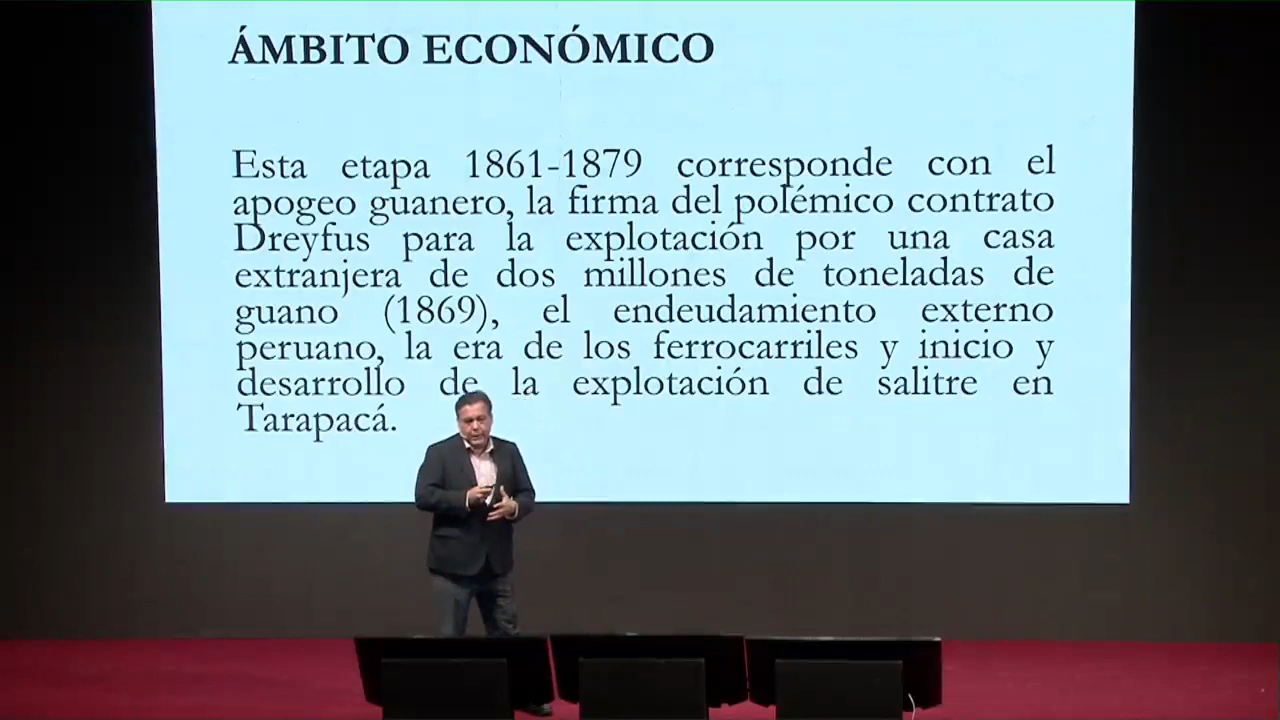 ÁMBITO ECONÓMICO
Esta etapa 1861-1879 corresponde con el
apogeo guanero, la firma del polémico contrato
Dreyfus para la explotación por una casa
extranjera de dos millones de toneladas de
guano (1869), el endeudamiento externo
peruano, la era de los ferrocarriles y inicio y
desarrollo de la explotación de salitre en
Tarapacá.